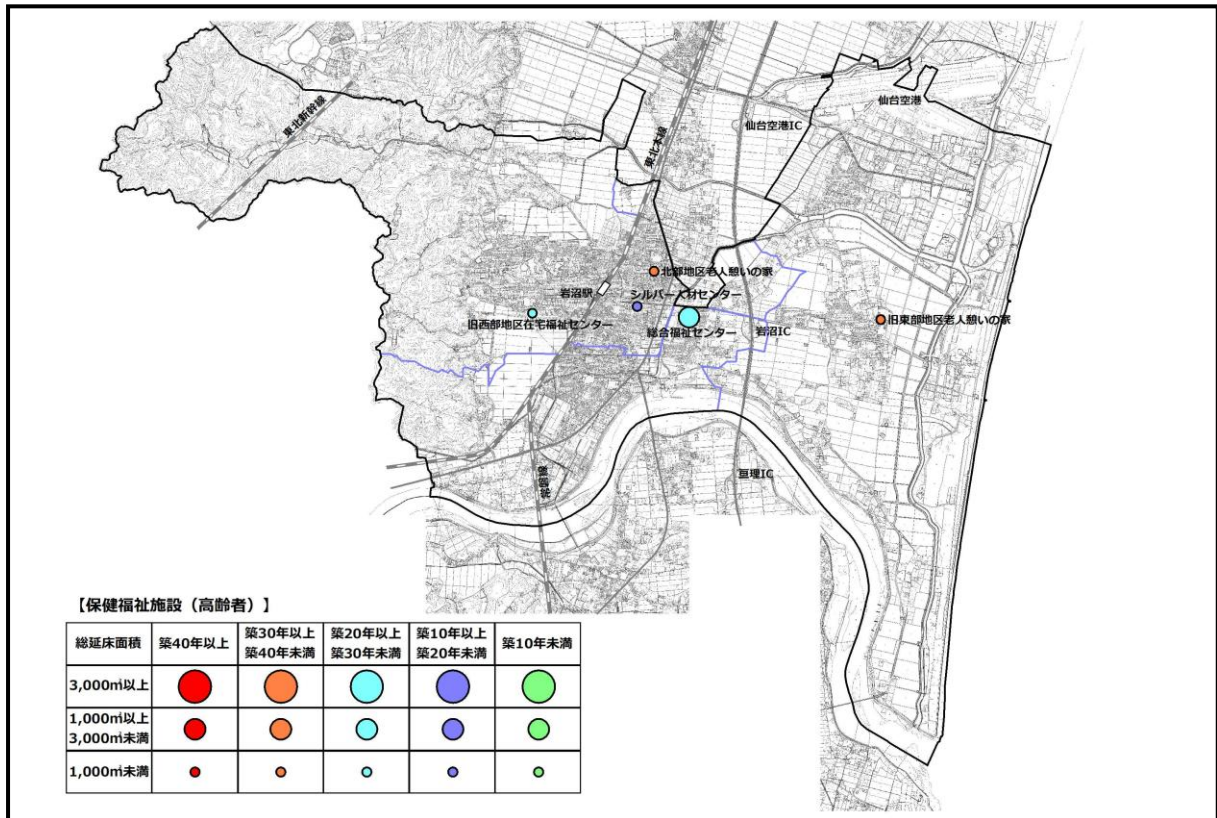 仙台空港
東北新幹線
仙台空港IC
東北本線
北部地区老人憩いの家
岩沼駅
シルバー人材センター
旧西部地区在宅福祉センター
総合福祉センター
岩沼IC
旧東部地区老人憩いの家
常磐線
亘理IC
【保健福祉施設（高齢者）】
総延床面積 築40年以上 築30年以上 築40年未満 築20年以上 築30年未満 築10年以上 築20年未満 築10年未満
3,000㎡以上
1,000㎡以上
3,000㎡未満
1,000㎡未満